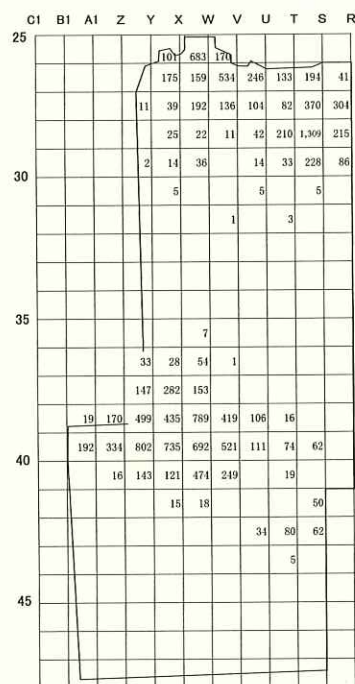 C1 B1 A1 Z Y X W V U T S R
25
101 683 170
175 159 534 246 133 194 41
11 39 192 136 104 82 370 304
25 22 11 42 210 1,309 215
2 14 36 14 33 228 86
30
5 5 5
1 3
35
7
33 28 54 1
147 282 153
19 170 499 435 789 419 106 16
192 334 802 735 692 521 111 74 62
40
16 143 121 474 249 19
15 18 50
34 80 62
5
45